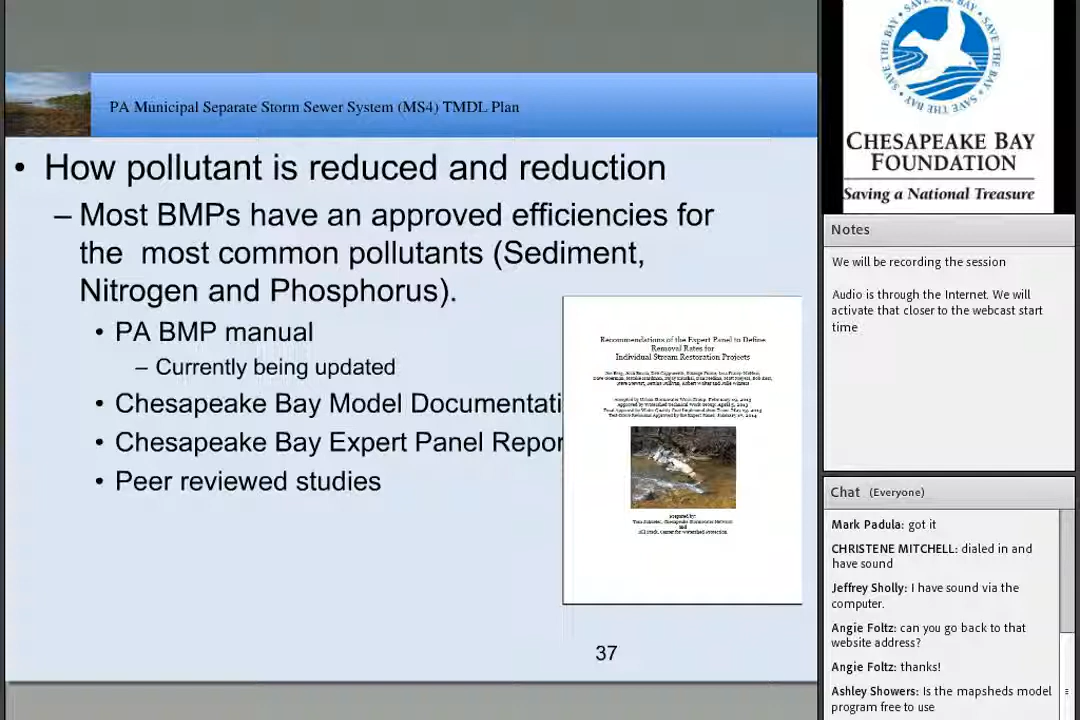 PA Municipal Separate Storm Sewer System (MS4) TMDL Plan
• How pollutant is reduced and reduction
– Most BMPs have an approved efficiencies for
the most common pollutants (Sediment,
Nitrogen and Phosphorus).
• PA BMP manual
– Currently being updated
• Chesapeake Bay Model Documentati
• Chesapeake Bay Expert Panel Repor
• Peer reviewed studies
Recommendations of the Expert Panel to Define
Removal Rates for
Individual Stream Restoration Projects
37
SAVE THE BAY • SAVE THE BAY • SAVE THE BAY
CHESAPEAKE BAY
FOUNDATION
Saving a National Treasure
Notes
We will be recording the session
Audio is through the Internet. We will
activate that closer to the webcast start
time
Chat (Everyone)
Mark Padula: got it
CHRISTENE MITCHELL: dialed in and
have sound
Jeffrey Sholly: I have sound via the
computer.
Angie Foltz: can you go back to that
website address?
Angie Foltz: thanks!
Ashley Showers: Is the mapsheds model
program free to use